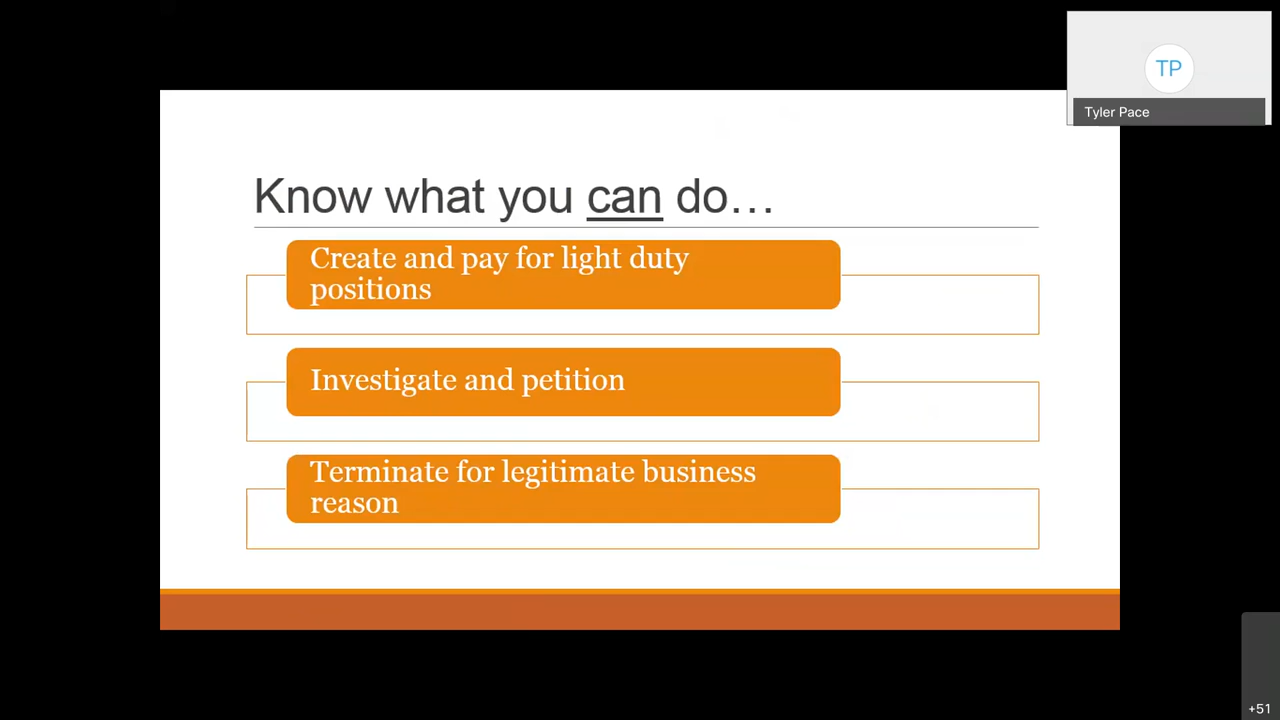 TP
Tyler Pace
Know what you can do…
Create and pay for light duty
positions
Investigate and petition
Terminate for legitimate business
reason
+51